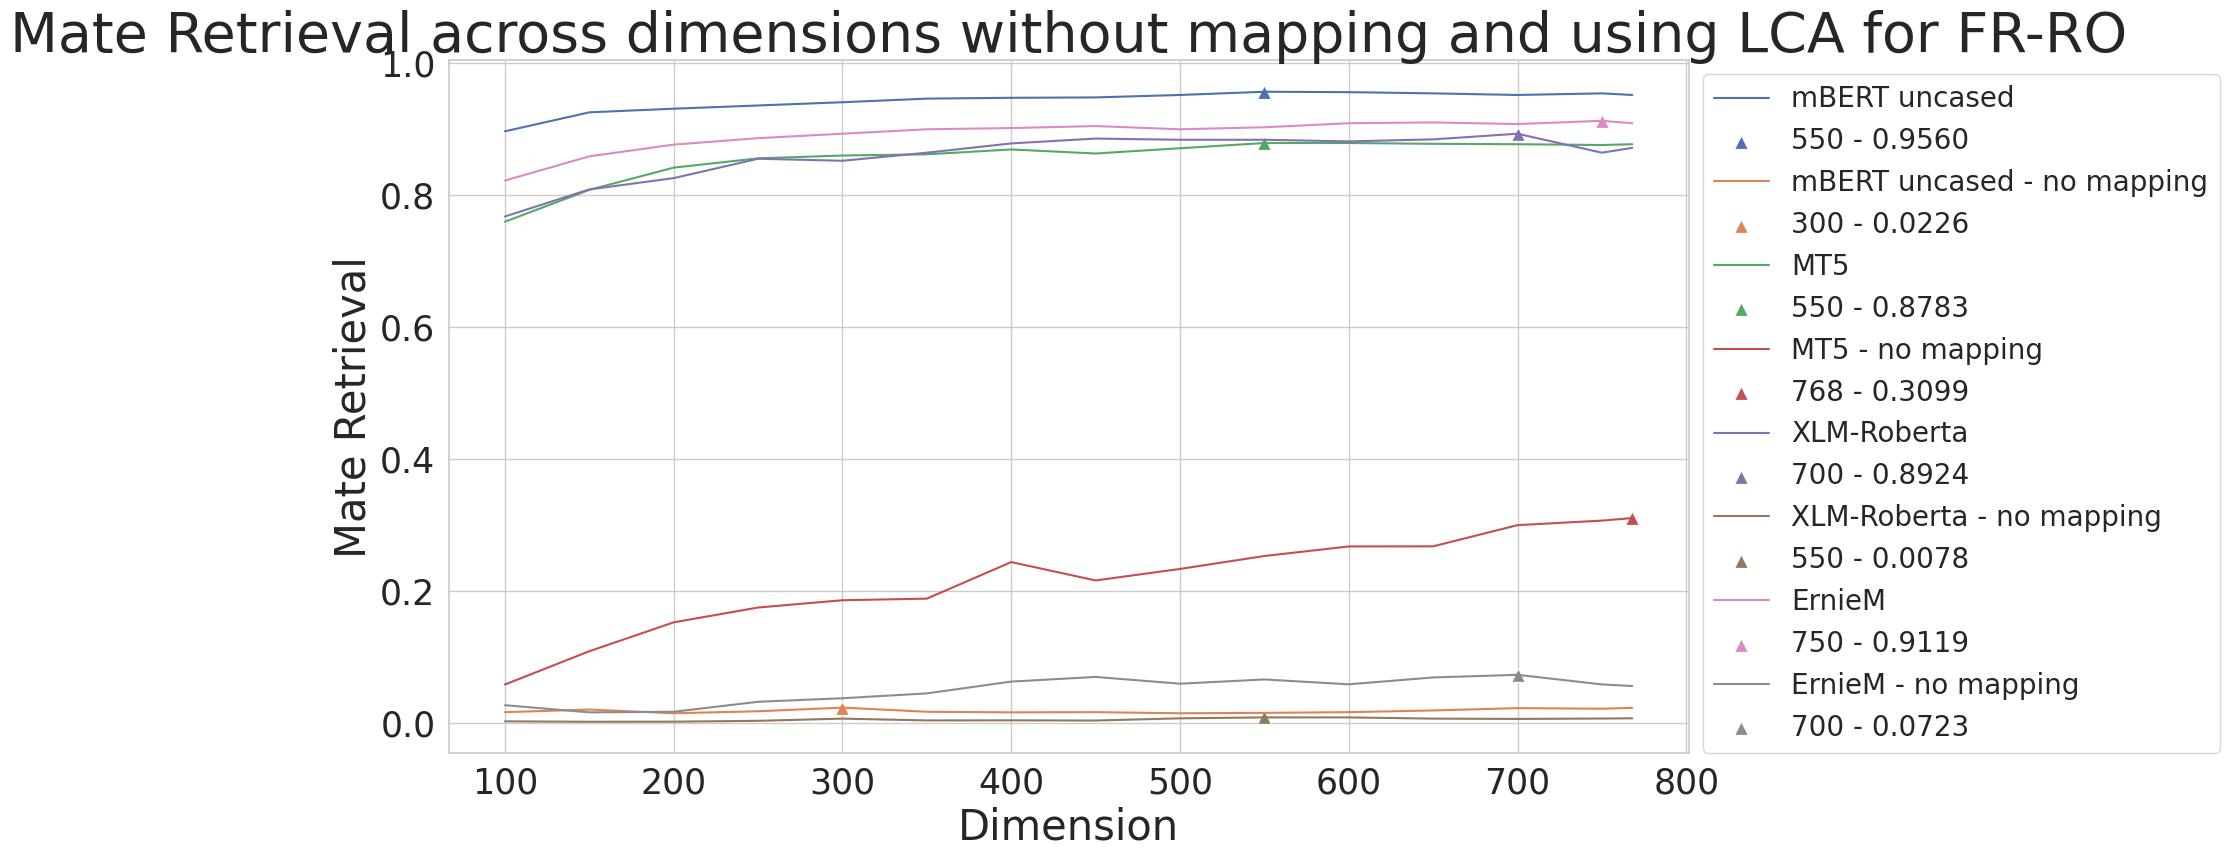 Mate Retrieval across dimensions without mapping and using LCA for FR-RO
1.0
0.8
0.6
0.4
0.2
0.0
Mate Retrieval
100 200 300 400 500 600 700 800
Dimension
mBERT uncased
550 - 0.9560
mBERT uncased - no mapping
300 - 0.0226
MT5
550 - 0.8783
MT5 - no mapping
768 - 0.3099
XLM-Roberta
700 - 0.8924
XLM-Roberta - no mapping
550 - 0.0078
ErnieM
750 - 0.9119
ErnieM - no mapping
700 - 0.0723